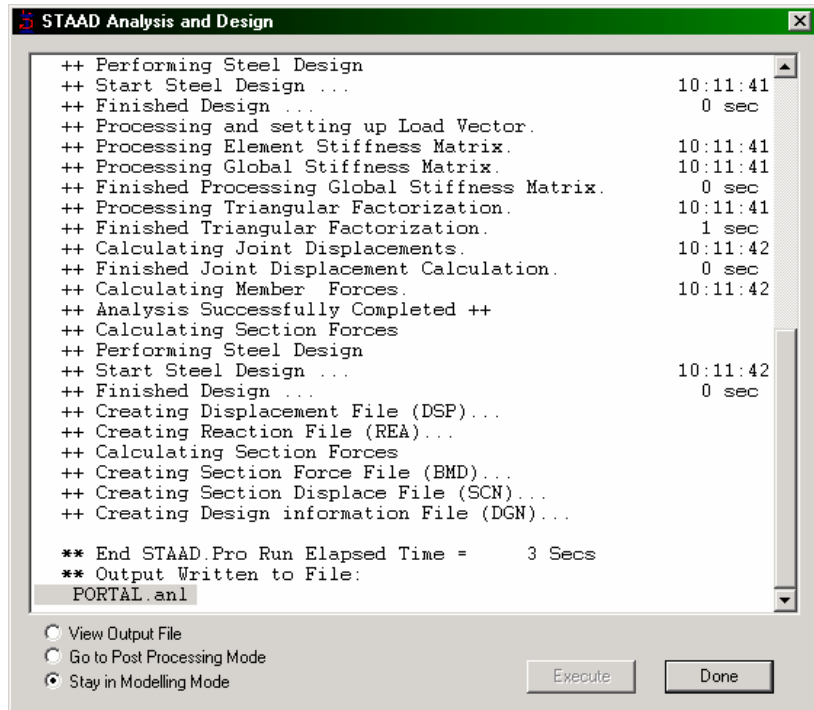 STAAD Analysis and Design
++ Performing Steel Design
++ Start Steel Design ... 10:11:41
++ Finished Design ... 0 sec
++ Processing and setting up Load Vector.
++ Processing Element Stiffness Matrix. 10:11:41
++ Processing Global Stiffness Matrix. 10:11:41
++ Finished Processing Global Stiffness Matrix. 0 sec
++ Processing Triangular Factorization. 10:11:41
++ Finished Triangular Factorization. 1 sec
++ Calculating Joint Displacements. 10:11:42
++ Finished Joint Displacement Calculation. 0 sec
++ Calculating Member Forces. 10:11:42
++ Analysis Successfully Completed ++
++ Calculating Section Forces
++ Performing Steel Design
++ Start Steel Design ... 10:11:42
++ Finished Design ... 0 sec
++ Creating Displacement File (DSP)...
++ Creating Reaction File (REA)...
++ Calculating Section Forces
++ Creating Section Force File (BMD)...
++ Creating Section Displace File (SCN)...
++ Creating Design information File (DGN)...
** End STAAD.Pro Run Elapsed Time = 3 Secs
** Output Written to File:
PORTAL.anl
View Output File
Go to Post Processing Mode
Stay in Modelling Mode
Execute Done